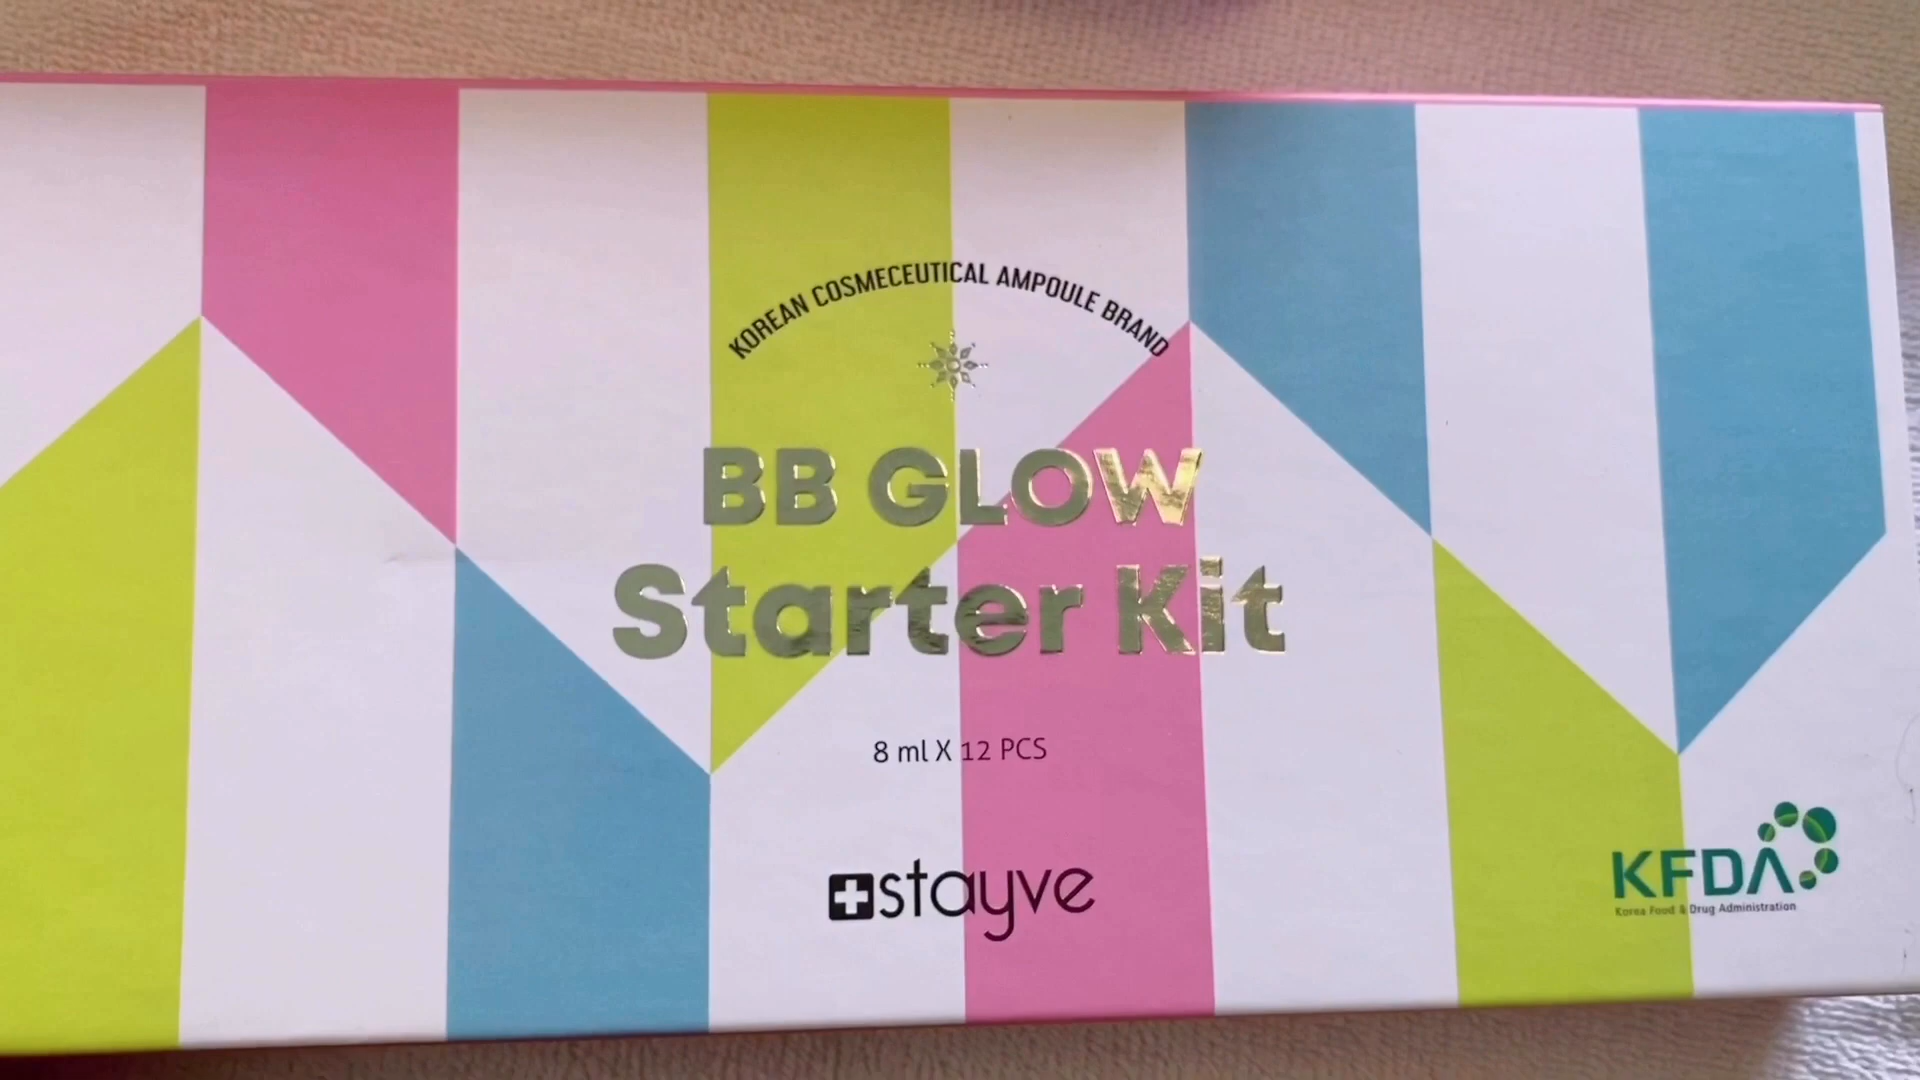 KOREAN COSMECEUTICAL AMPOULE BRAND
BB GLOW
Starter Kit
8 ml X 12 PCS
stayve
KFDA
Korea Food & Drug Administration